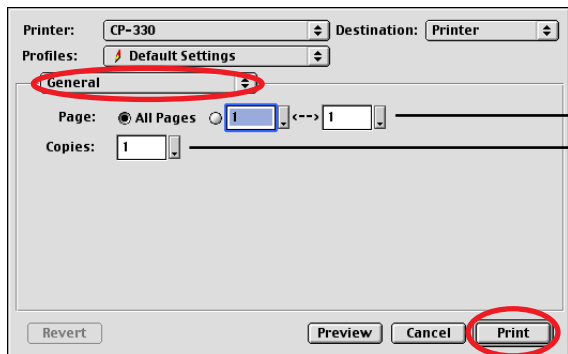 Printer: CP-330 Destination: Printer
Profiles: Default Settings
General
Page: All Pages 1 <--> 1
Copies: 1
Revert Preview Cancel Print